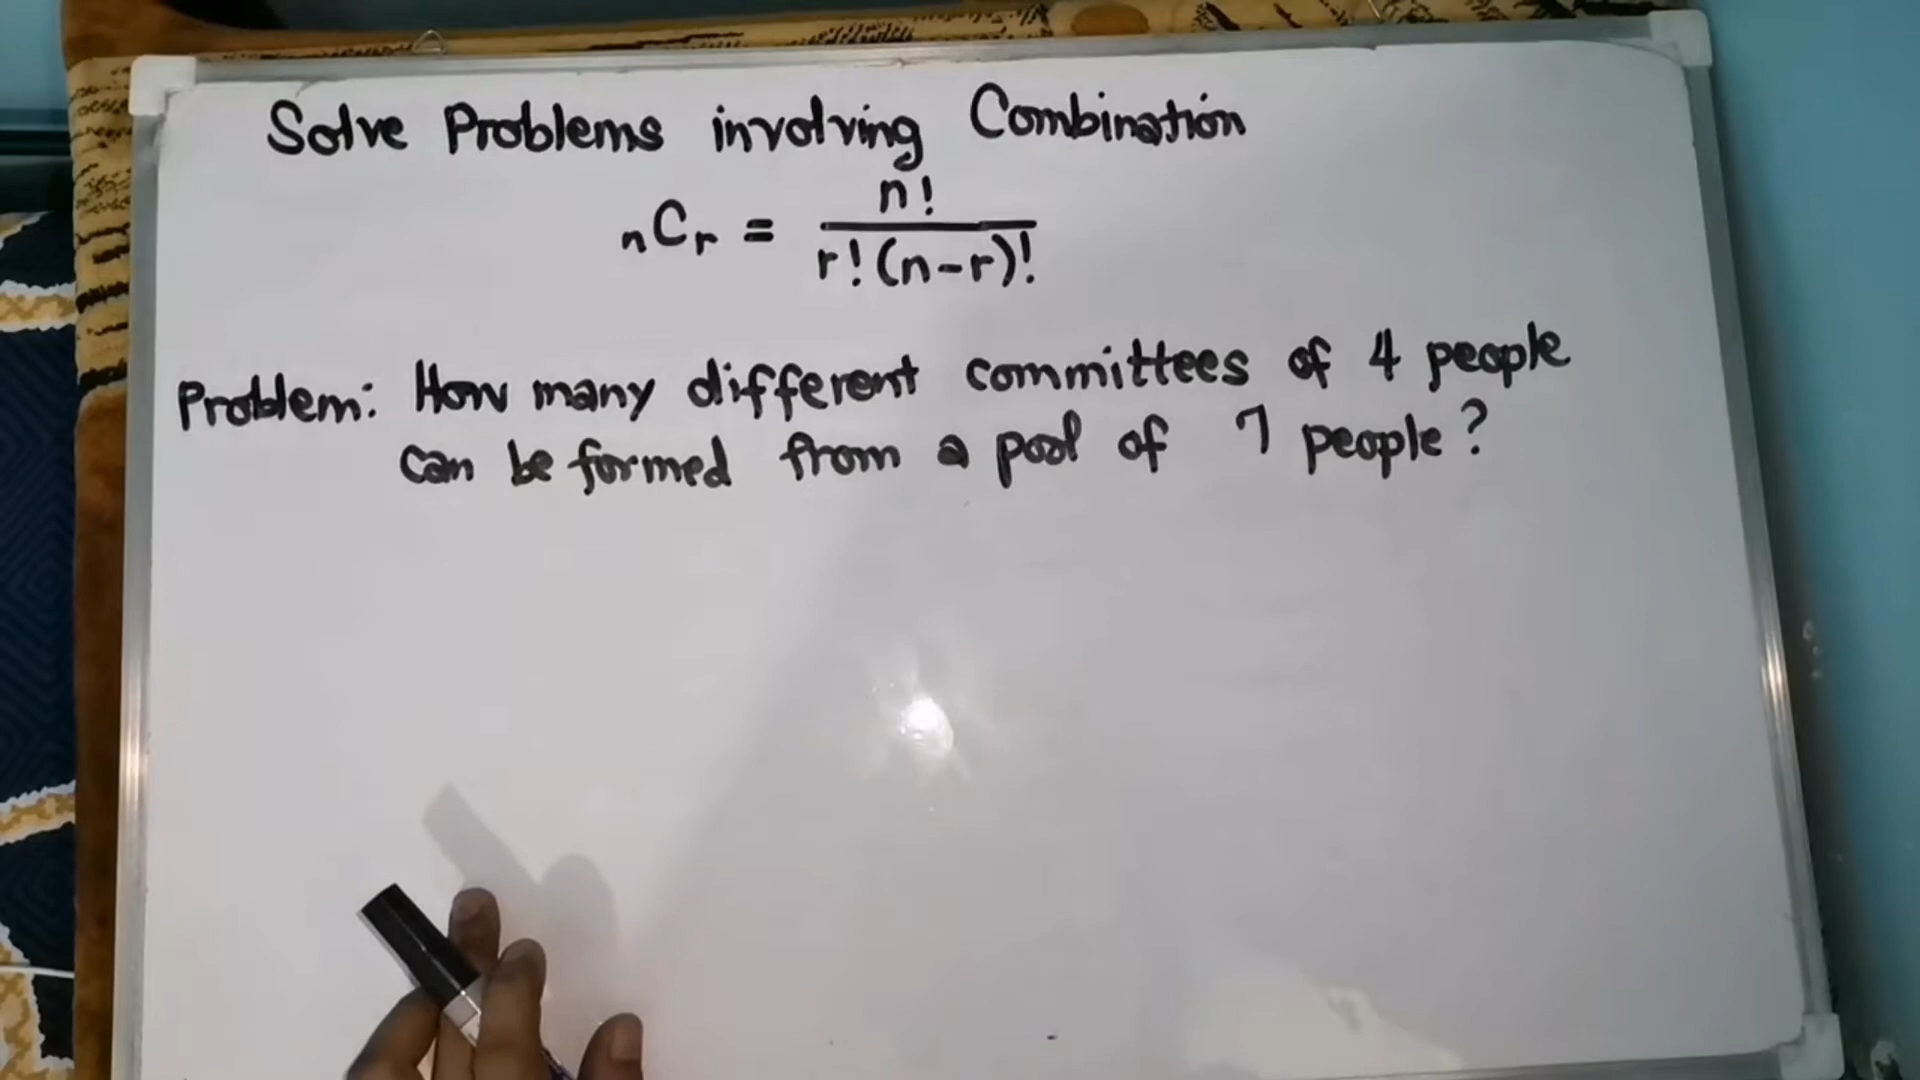 Solve Problems involving Combination
nCr = n! / r!(n-r)!
Problem: How many different committees of 4 people
can be formed from a pool of 7 people?